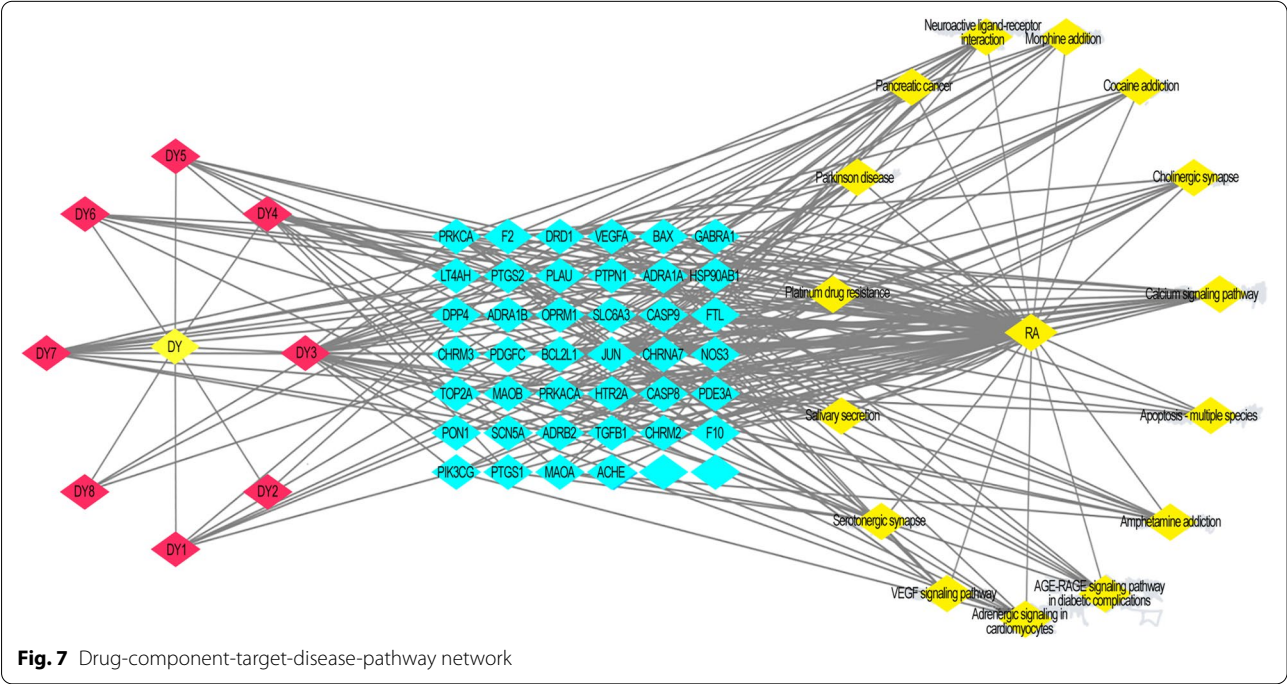 Neuroactive ligand-receptor
interaction
Morphine addition
Pancreatic cancer
Cocaine addiction
DY5
Parkinson disease
Cholinergic synapse
DY6
DY4
PRKCA F2 DRD1 VEGFA BAX GABRA1
LT4AH PTGS2 PLAU PTPN1 ADRA1A HSP90AB1
Platinum drug resistance
Calcium signaling pathway
DPP4 ADRA1B OPRM1 SLC6A3 CASP9 FTL
RA
DY7
DY
DY3
CHRM3 PDGFC BCL2L1 JUN CHRNA7 NOS3
TOP2A MAOB PRKACA HTR2A CASP8 PDE3A
Salivary secretion
Apoptosis - multiple species
PON1 SCN5A ADRB2 TGFB1 CHRM2 F10
PIK3CG PTGS1 MAOA ACHE
DY8
DY2
Serotonergic synapse
Amphetamine addiction
DY1
VEGF signaling pathway
AGE-RAGE signaling pathway
in diabetic complications
Adrenergic signaling in
cardiomyocytes
Fig. 7 Drug-component-target-disease-pathway network